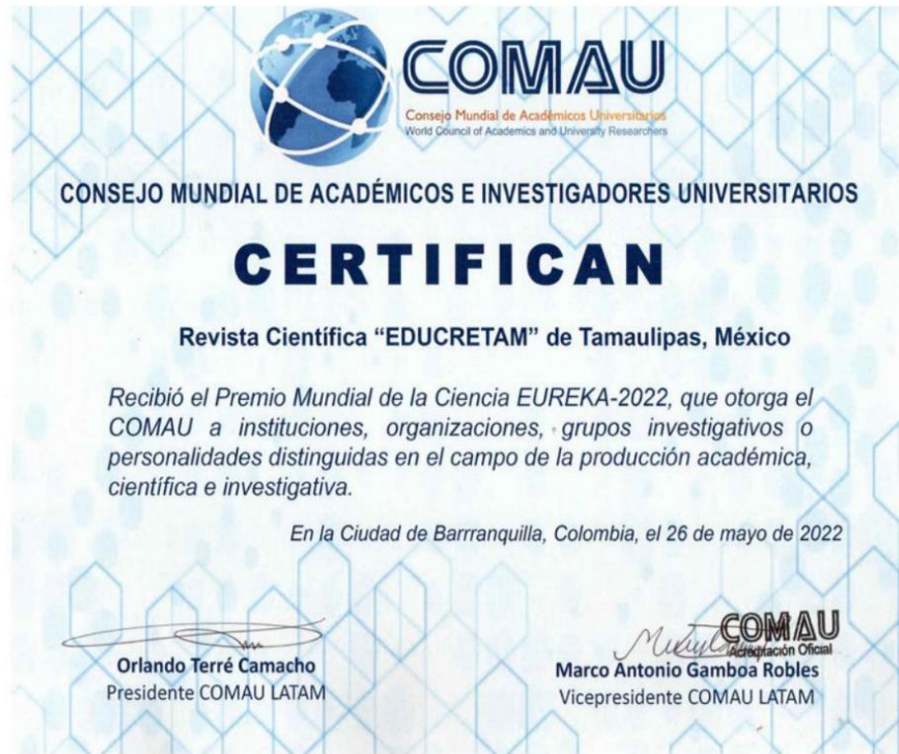 COMAU
Consejo Mundial de Académicos Universitarios
World Council of Academics and University Researchers
CONSEJO MUNDIAL DE ACADÉMICOS E INVESTIGADORES UNIVERSITARIOS
CERTIFICAN
Revista Científica “EDUCRETAM” de Tamaulipas, México
Recibió el Premio Mundial de la Ciencia EUREKA-2022, que otorga el
COMAU a instituciones, organizaciones, grupos investigativos o
personalidades distinguidas en el campo de la producción académica,
científica e investigativa.
En la Ciudad de Barrranquilla, Colombia, el 26 de mayo de 2022
COMAU
Acreditación Oficial
Orlando Terré Camacho
Presidente COMAU LATAM
Marco Antonio Gamboa Robles
Vicepresidente COMAU LATAM